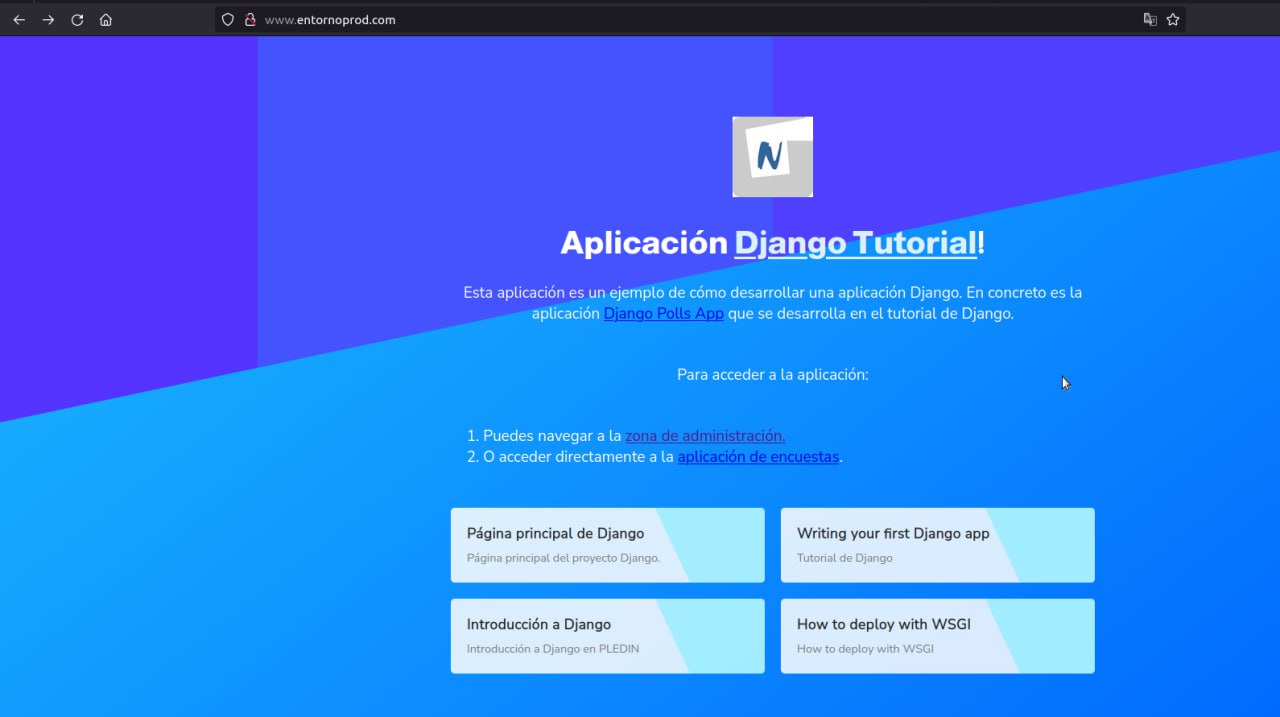 www.entornoprod.com
N
Aplicación Django Tutorial!
Esta aplicación es un ejemplo de cómo desarrollar una aplicación Django. En concreto es la
aplicación Django Polls App que se desarrolla en el tutorial de Django.
Para acceder a la aplicación:
1. Puedes navegar a la zona de administración.
2. O acceder directamente a la aplicación de encuestas.
Página principal de Django
Página principal del proyecto Django.
Writing your first Django app
Tutorial de Django
Introducción a Django
Introducción a Django en PLEDIN
How to deploy with WSGI
How to deploy with WSGI